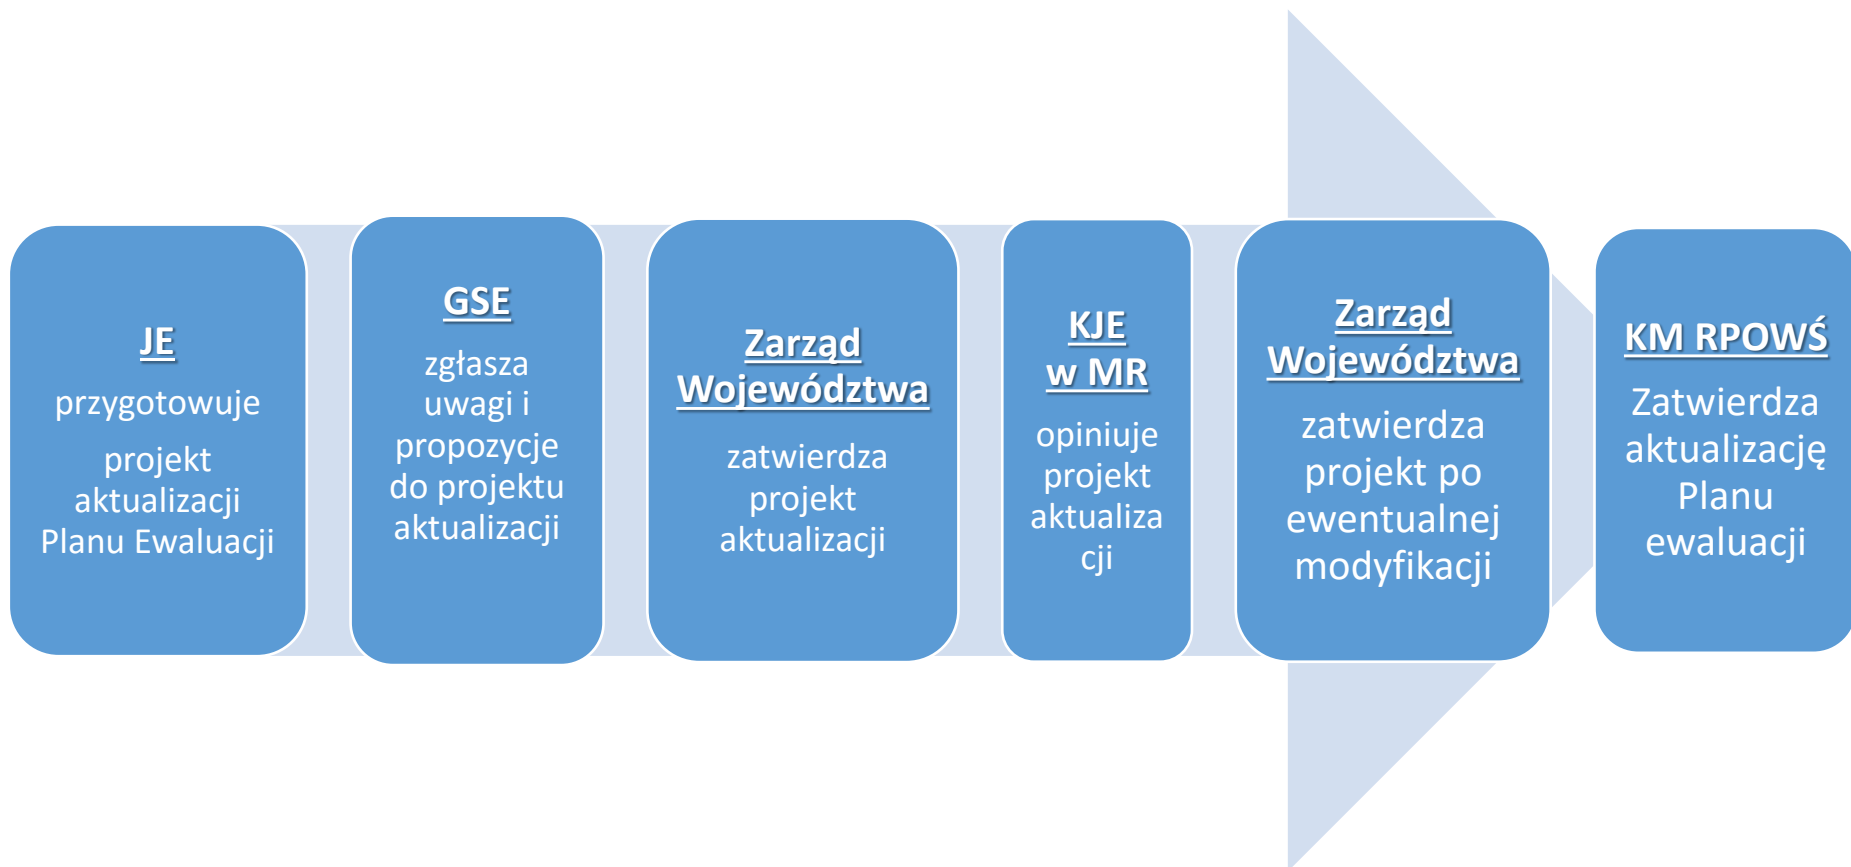 JE
przygotowuje
projekt
aktualizacji
Planu Ewaluacji
GSE
zgłasza
uwagi i
propozycje
do projektu
aktualizacji
Zarząd
Województwa
zatwierdza
projekt
aktualizacji
KJE
w MR
opiniuje
projekt
aktualiza
cji
Zarząd
Województwa
zatwierdza
projekt po
ewentualnej
modyfikacji
KM RPOWŚ
Zatwierdza
aktualizację
Planu
ewaluacji